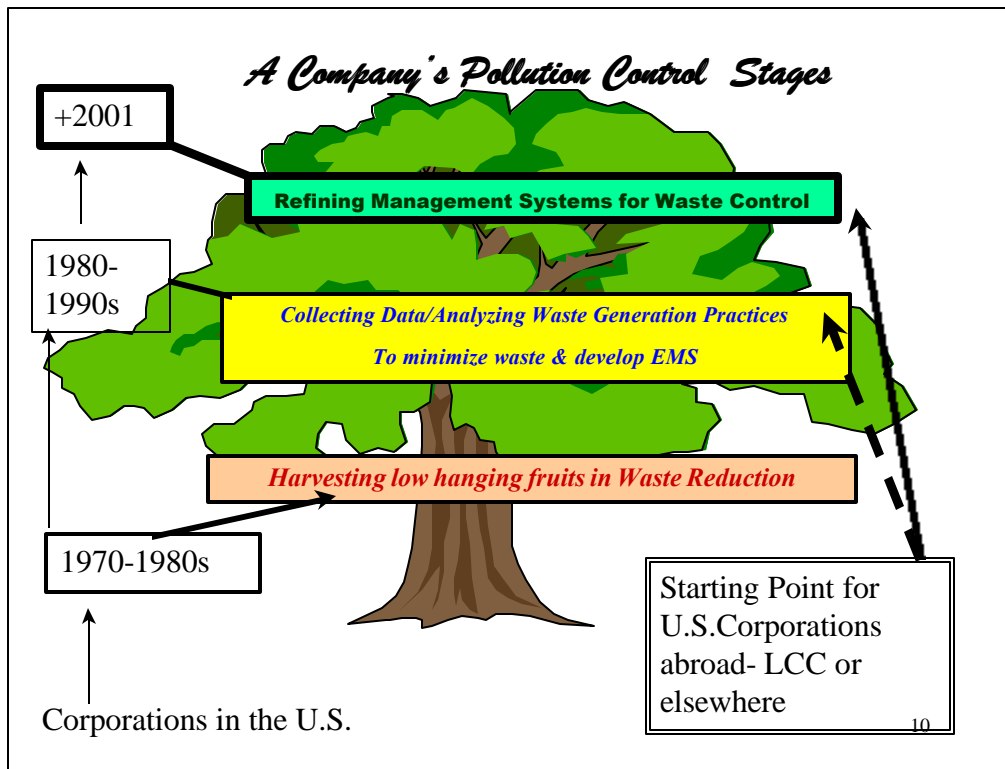 A Company's Pollution Control Stages
+2001
Refining Management Systems for Waste Control
1980-
1990s
Collecting Data/Analyzing Waste Generation Practices
To minimize waste & develop EMS
Harvesting low hanging fruits in Waste Reduction
1970-1980s
Starting Point for
U.S.Corporations
abroad- LCC or
elsewhere
Corporations in the U.S.
10